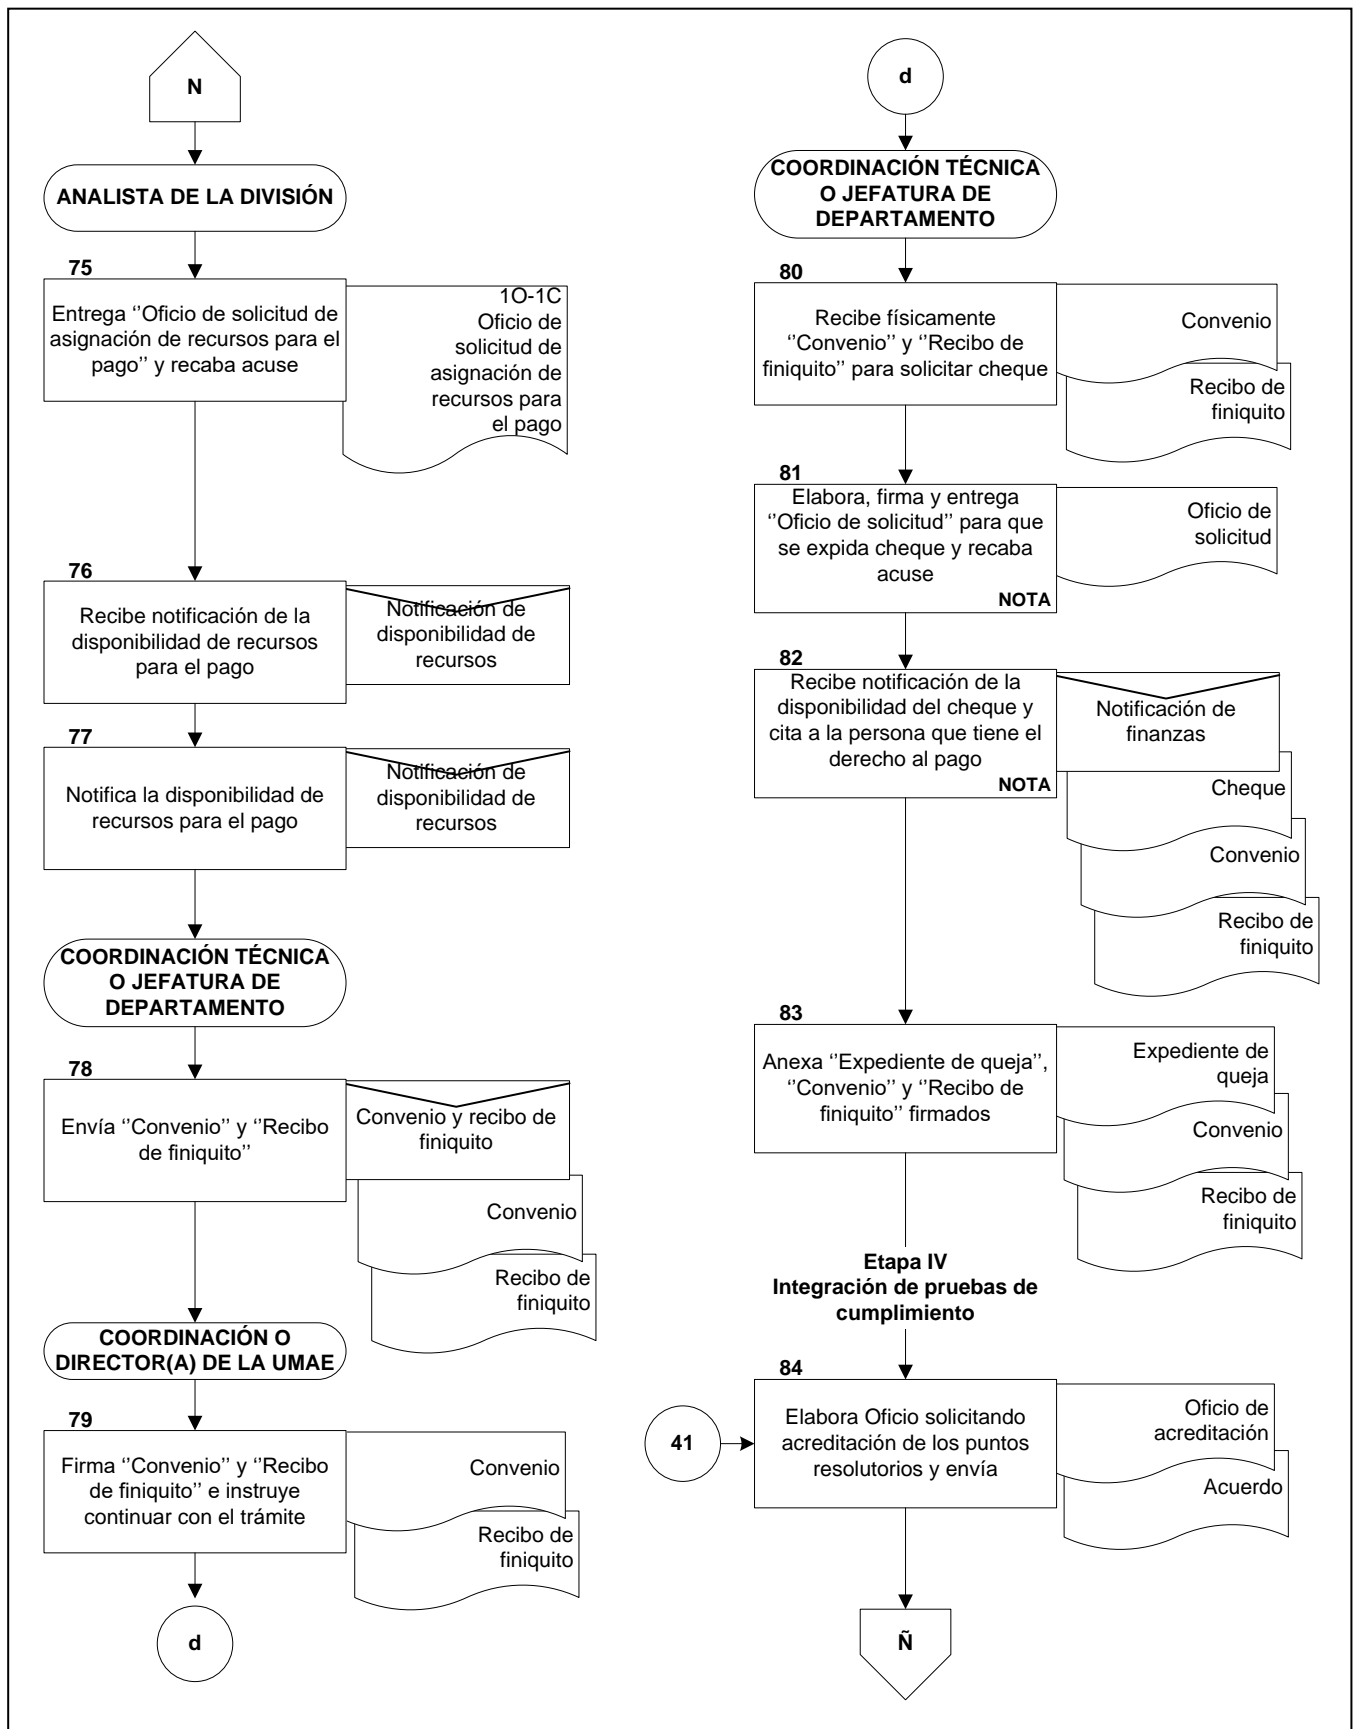 N
ANALISTA DE LA DIVISIÓN
75
Entrega ‘’Oficio de solicitud de
asignación de recursos para el
pago’’ y recaba acuse
1O-1C
Oficio de
solicitud de
asignación de
recursos para
el pago
76
Recibe notificación de la
disponibilidad de recursos
para el pago
Notificación de
disponibilidad de
recursos
77
Notifica la disponibilidad de
recursos para el pago
Notificación de
disponibilidad de
recursos
COORDINACIÓN TÉCNICA
O JEFATURA DE
DEPARTAMENTO
78
Envía ‘’Convenio’’ y ‘’Recibo
de finiquito’’
Convenio y recibo de
finiquito
Convenio
Recibo de
finiquito
COORDINACIÓN O
DIRECTOR(A) DE LA UMAE
79
Firma ‘’Convenio’’ y ‘’Recibo
de finiquito’’ e instruye
continuar con el trámite
Convenio
Recibo de
finiquito
d
d
COORDINACIÓN TÉCNICA
O JEFATURA DE
DEPARTAMENTO
80
Recibe físicamente
‘’Convenio’’ y ‘’Recibo de
finiquito’’ para solicitar cheque
Convenio
Recibo de
finiquito
81
Elabora, firma y entrega
‘’Oficio de solicitud’’ para que
se expida cheque y recaba
acuse
NOTA
Oficio de
solicitud
82
Recibe notificación de la
disponibilidad del cheque y
cita a la persona que tiene el
derecho al pago
NOTA
Notificación de
finanzas
Cheque
Convenio
Recibo de
finiquito
83
Anexa ‘’Expediente de queja’’,
‘’Convenio’’ y ‘’Recibo de
finiquito’’ firmados
Expediente de
queja
Convenio
Recibo de
finiquito
Etapa IV
Integración de pruebas de
cumplimiento
84
41
Elabora Oficio solicitando
acreditación de los puntos
resolutorios y envía
Oficio de
acreditación
Acuerdo
Ñ